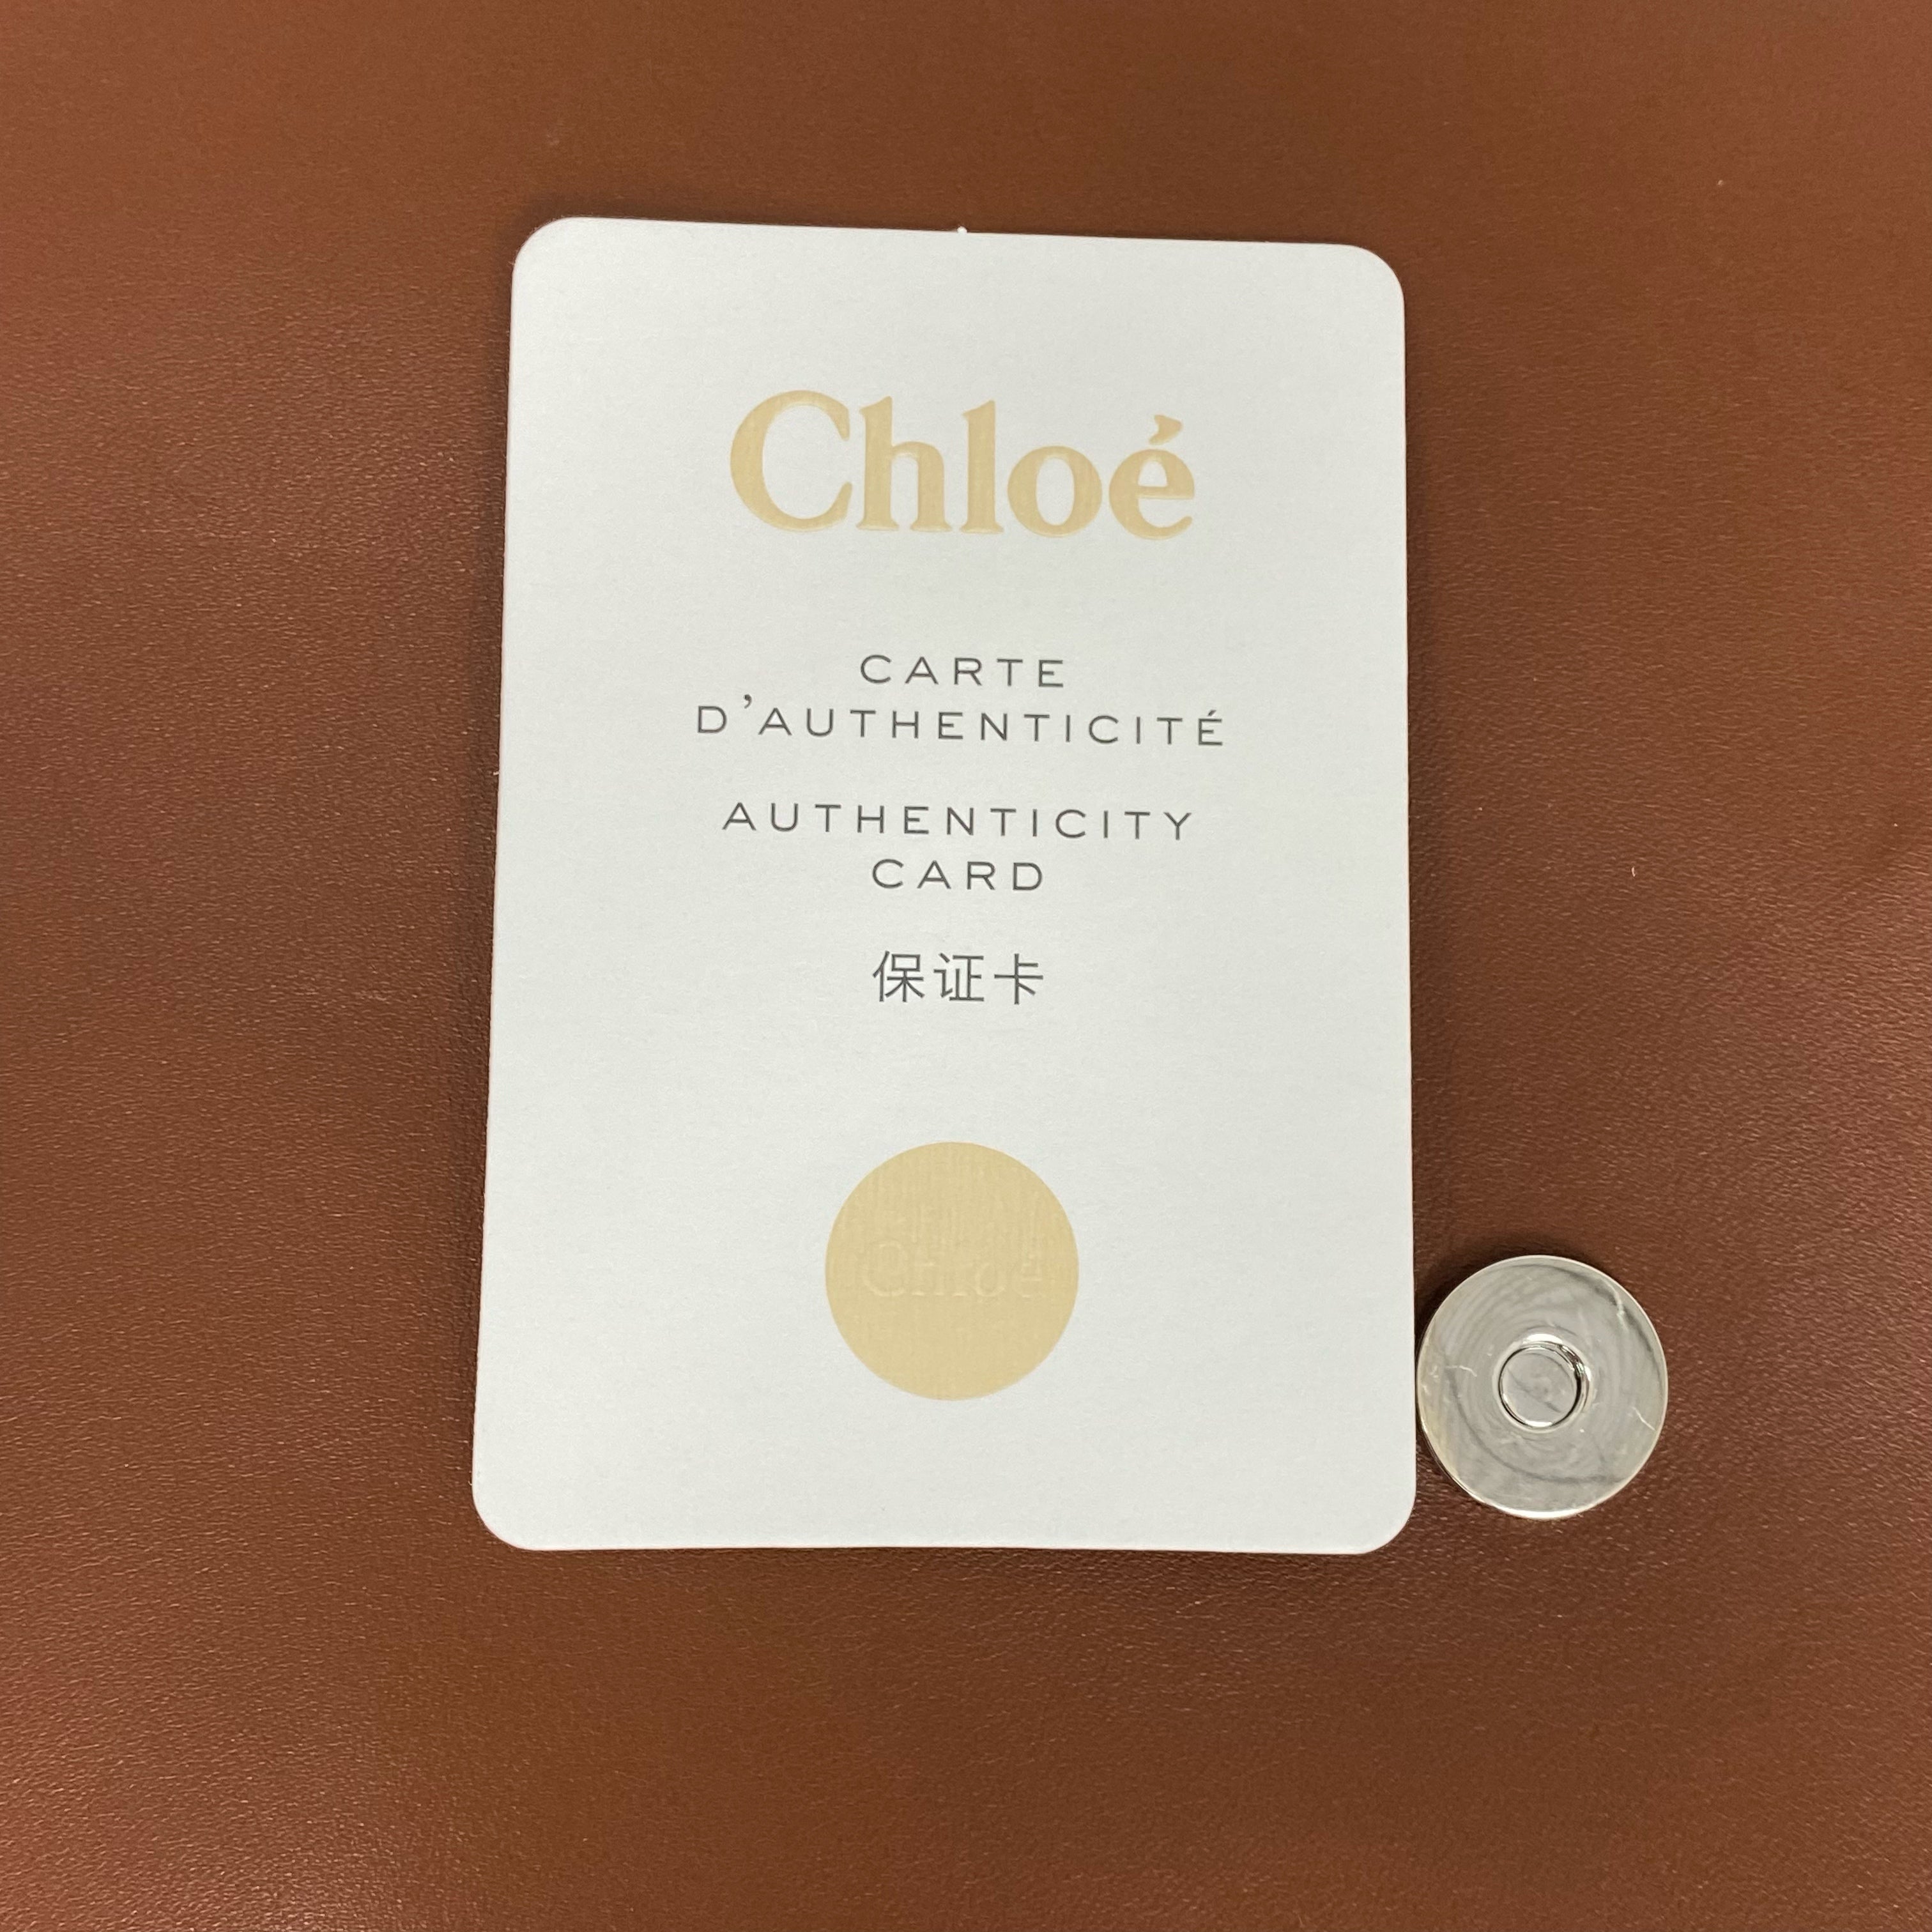 Chloé
CARTE
D'AUTHENTICITÉ
AUTHENTICITY
CARD
保证卡
Chloé